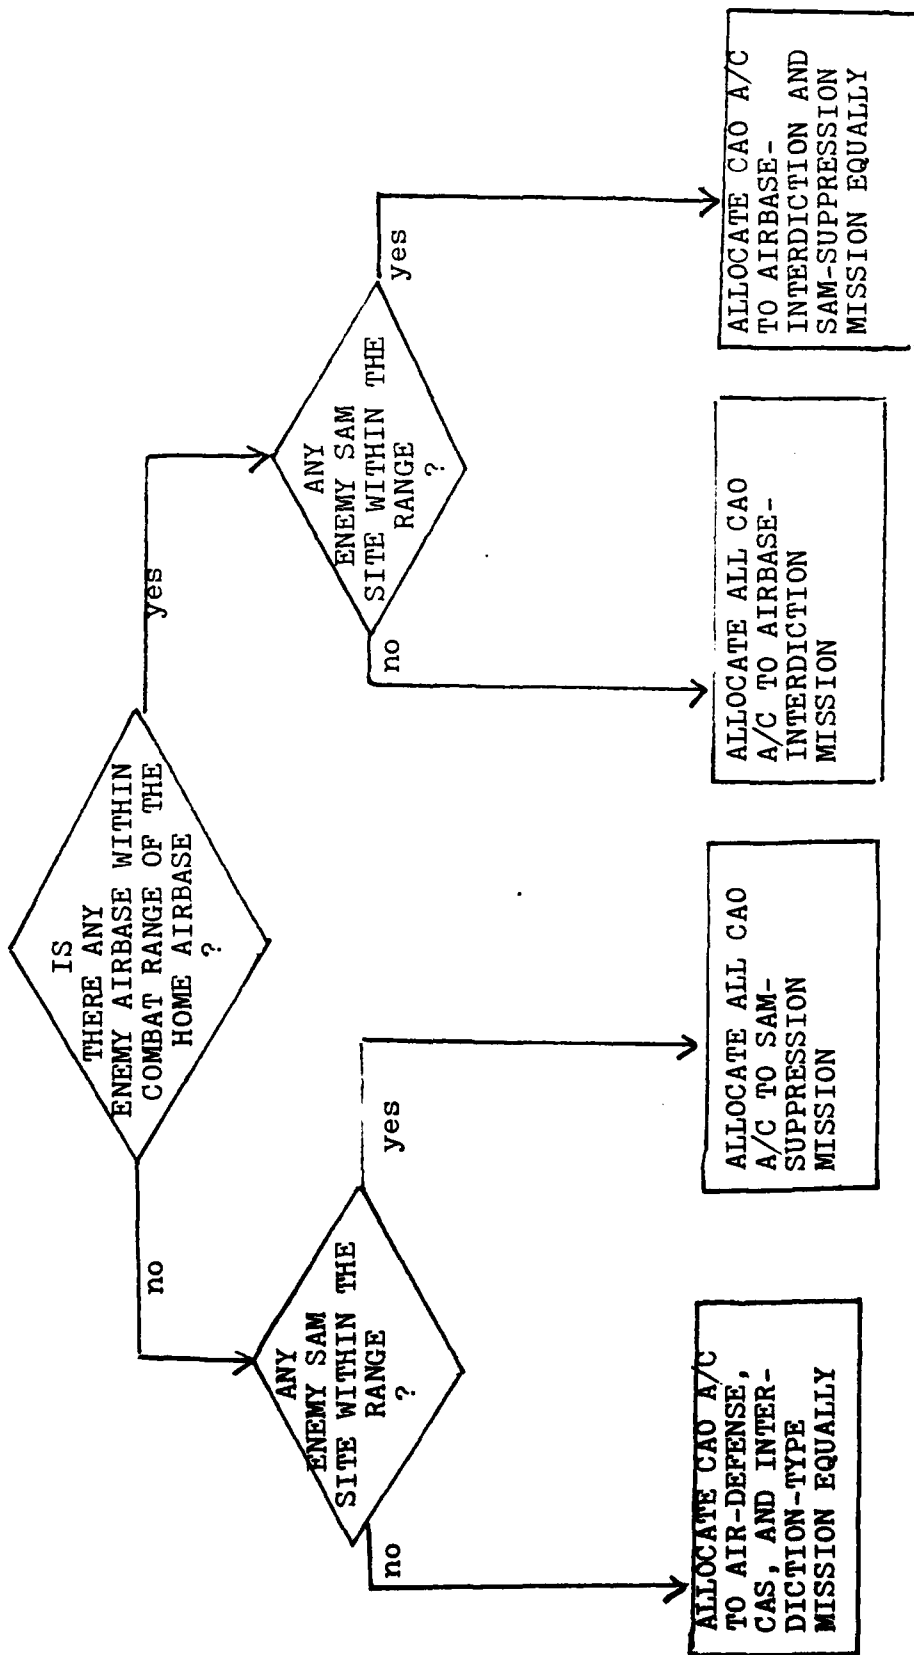 IS
THERE ANY
ENEMY AIRBASE WITHIN
COMBAT RANGE OF THE
HOME AIRBASE
?
no
yes
ANY
ENEMY SAM
SITE WITHIN THE
RANGE
?
no
yes
ANY
ENEMY SAM
SITE WITHIN THE
RANGE
?
no
yes
ALLOCATE CAO A/C
TO AIR-DEFENSE,
CAS, AND INTER-
DICTION-TYPE
MISSION EQUALLY
ALLOCATE ALL CAO
A/C TO SAM-
SUPPRESSION
MISSION
ALLOCATE ALL CAO
A/C TO AIRBASE-
INTERDICTION
MISSION
ALLOCATE CAO A/C
TO AIRBASE-
INTERDICTION AND
SAM-SUPPRESSION
MISSION EQUALLY